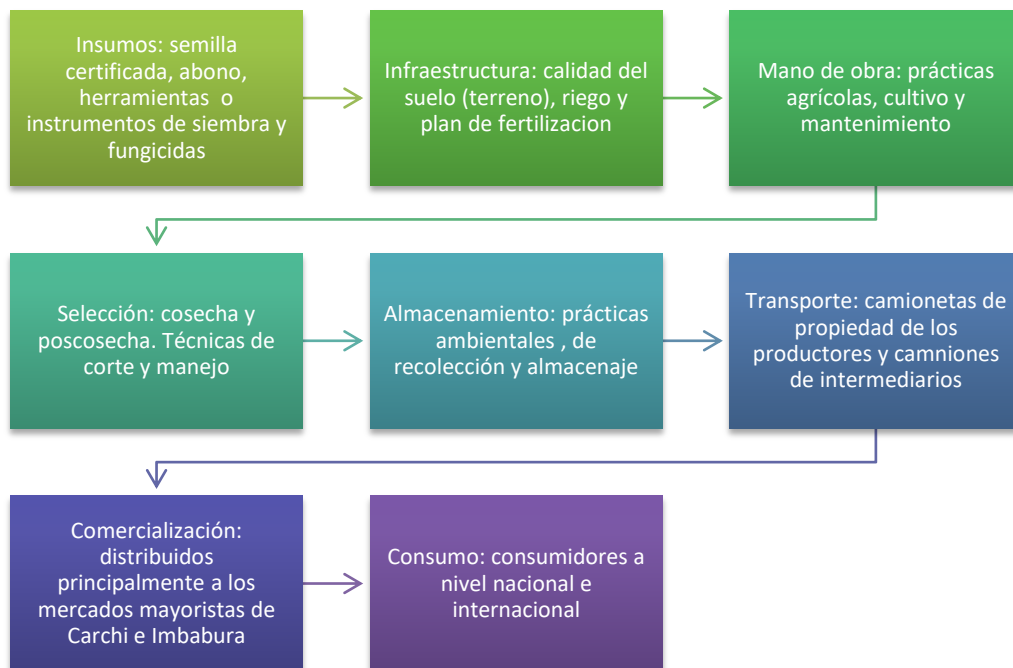 Insumos: semilla
certificada, abono,
herramientas o
instrumentos de siembra y
fungicidas
Infraestructura: calidad del
suelo (terreno), riego y
plan de fertilizacion
Mano de obra: prácticas
agrícolas, cultivo y
mantenimiento
Selección: cosecha y
poscosecha. Técnicas de
corte y manejo
Almacenamiento: prácticas
ambientales , de
recolección y almacenaje
Transporte: camionetas de
propiedad de los
productores y camniones
de intermediarios
Comercialización:
distribuidos
principalmente a los
mercados mayoristas de
Carchi e Imbabura
Consumo: consumidores a
nivel nacional e
internacional